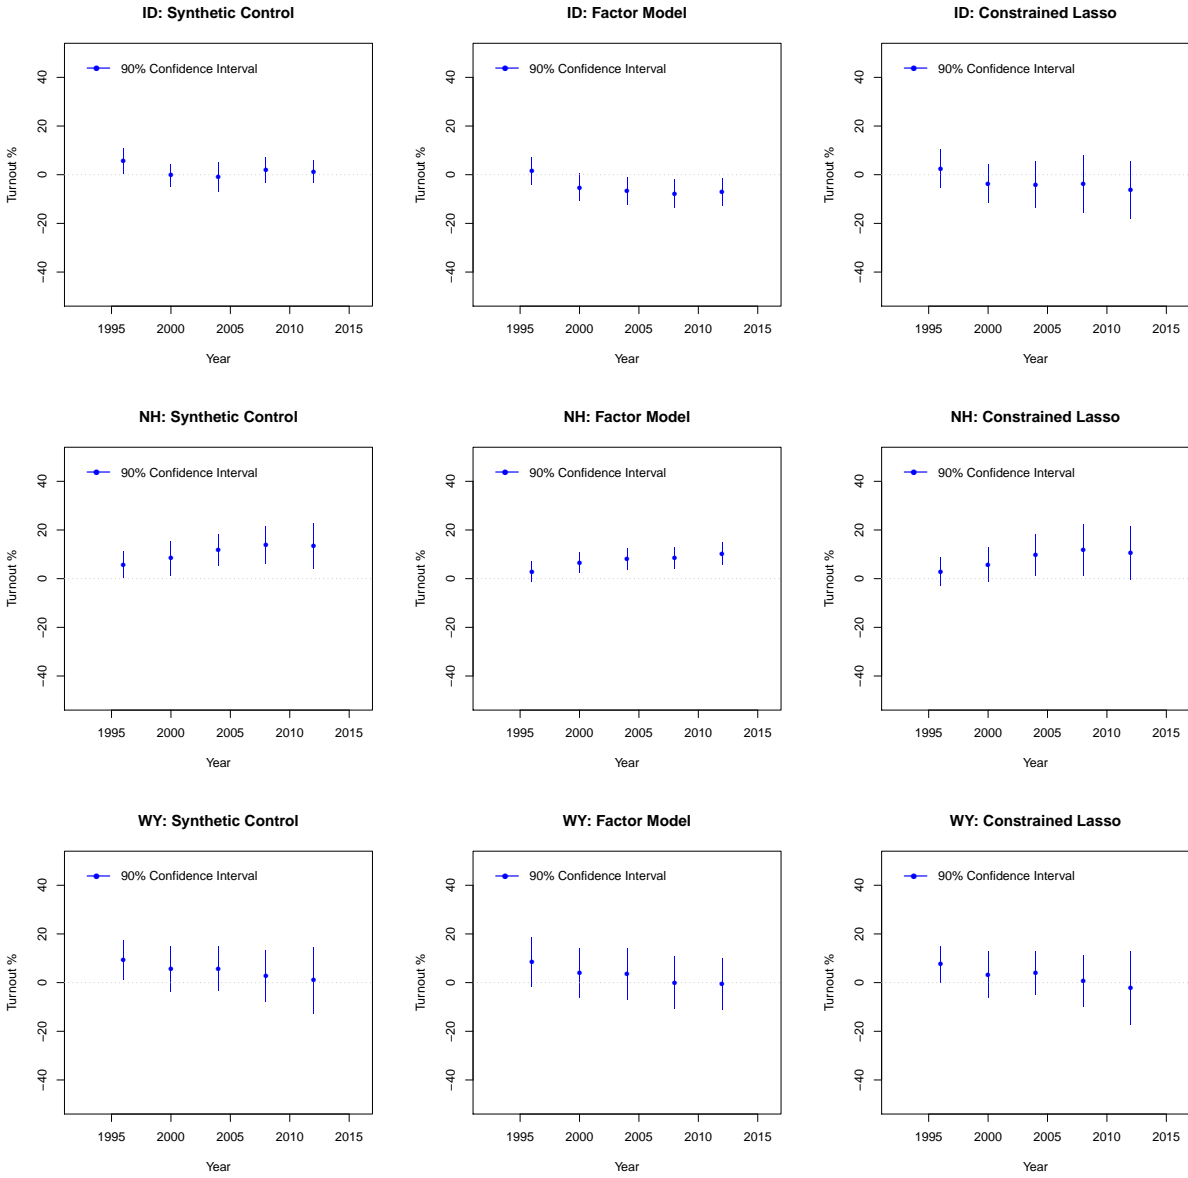 ID: Synthetic Control
90% Confidence Interval
Turnout %
40
20
0
−20
−40
1995 2000 2005 2010 2015
Year
ID: Factor Model
90% Confidence Interval
Turnout %
40
20
0
−20
−40
1995 2000 2005 2010 2015
Year
ID: Constrained Lasso
90% Confidence Interval
Turnout %
40
20
0
−20
−40
1995 2000 2005 2010 2015
Year
NH: Synthetic Control
90% Confidence Interval
Turnout %
40
20
0
−20
−40
1995 2000 2005 2010 2015
Year
NH: Factor Model
90% Confidence Interval
Turnout %
40
20
0
−20
−40
1995 2000 2005 2010 2015
Year
NH: Constrained Lasso
90% Confidence Interval
Turnout %
40
20
0
−20
−40
1995 2000 2005 2010 2015
Year
WY: Synthetic Control
90% Confidence Interval
Turnout %
40
20
0
−20
−40
1995 2000 2005 2010 2015
Year
WY: Factor Model
90% Confidence Interval
Turnout %
40
20
0
−20
−40
1995 2000 2005 2010 2015
Year
WY: Constrained Lasso
90% Confidence Interval
Turnout %
40
20
0
−20
−40
1995 2000 2005 2010 2015
Year